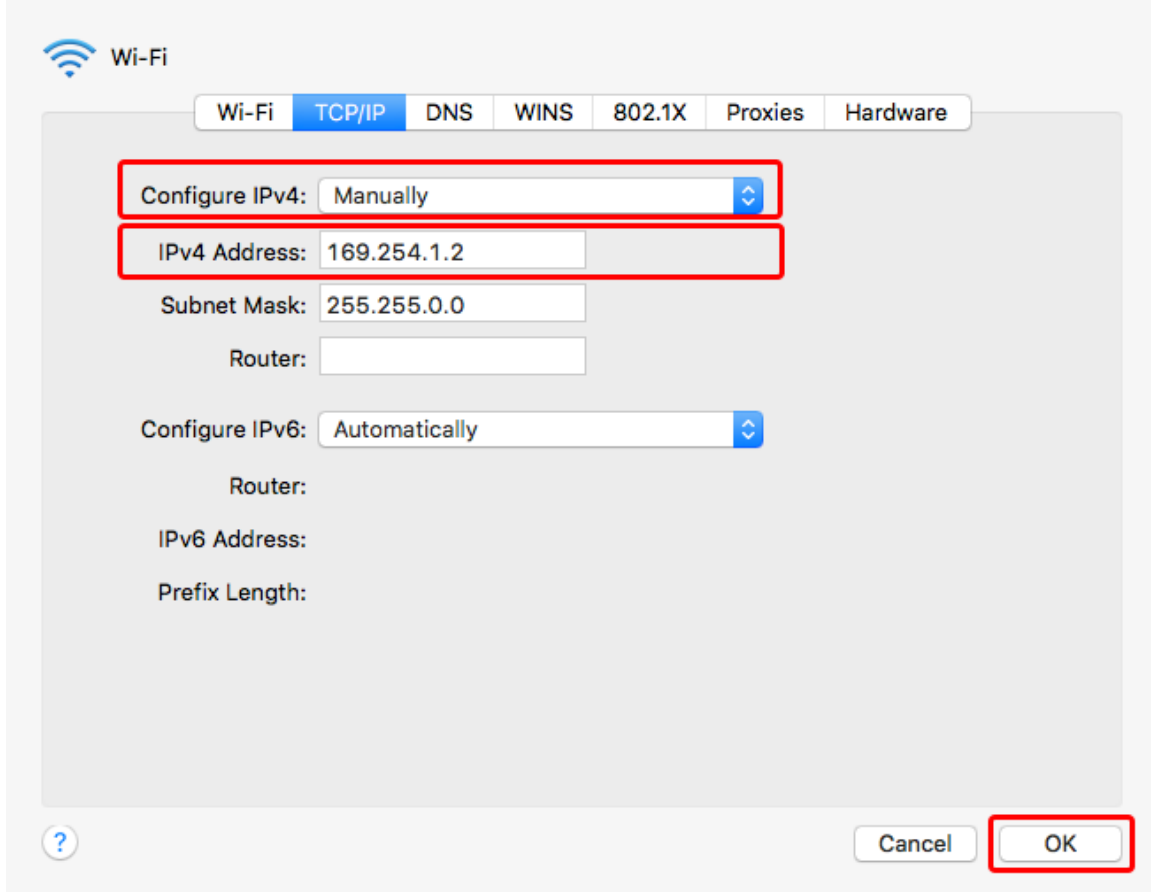 Wi-Fi
Wi-Fi TCP/IP DNS WINS 802.1X Proxies Hardware
Configure IPv4: Manually
IPv4 Address: 169.254.1.2
Subnet Mask: 255.255.0.0
Router:
Configure IPv6: Automatically
Router:
IPv6 Address:
Prefix Length:
? Cancel OK